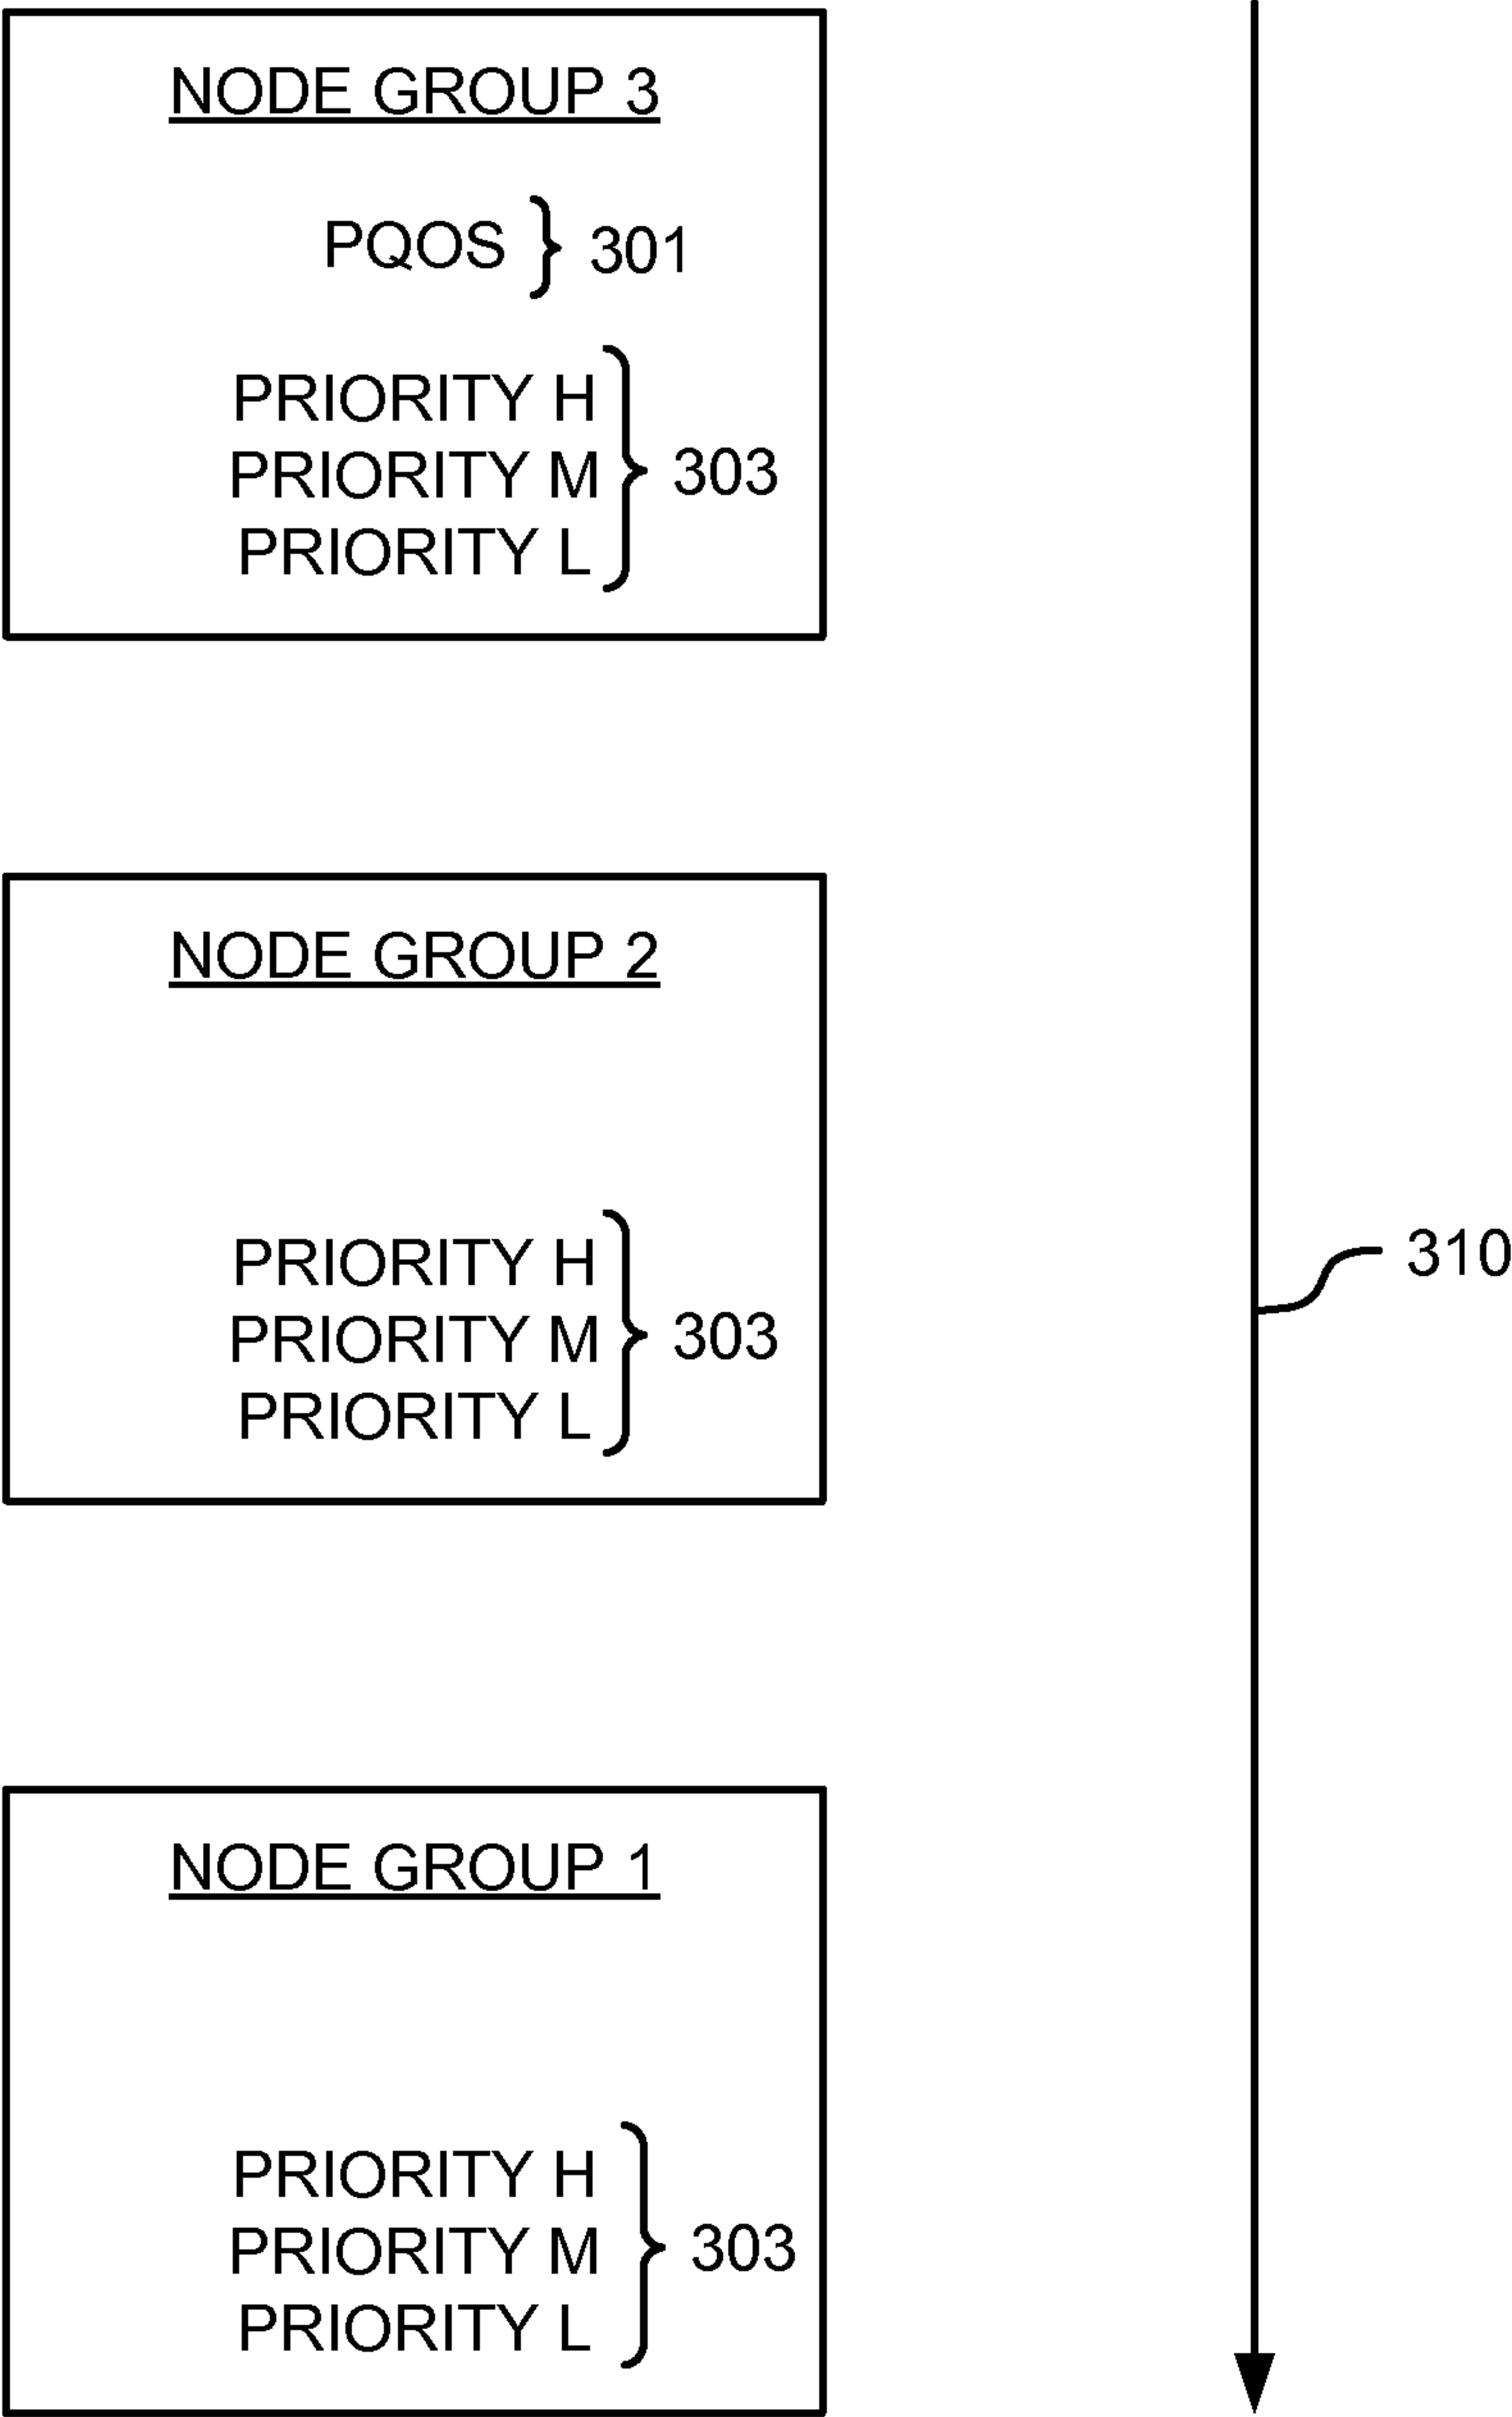 NODE GROUP 3
PQOS 301
PRIORITY H
PRIORITY M 303
PRIORITY L
NODE GROUP 2
PRIORITY H
PRIORITY M 303
PRIORITY L
310
NODE GROUP 1
PRIORITY H
PRIORITY M 303
PRIORITY L